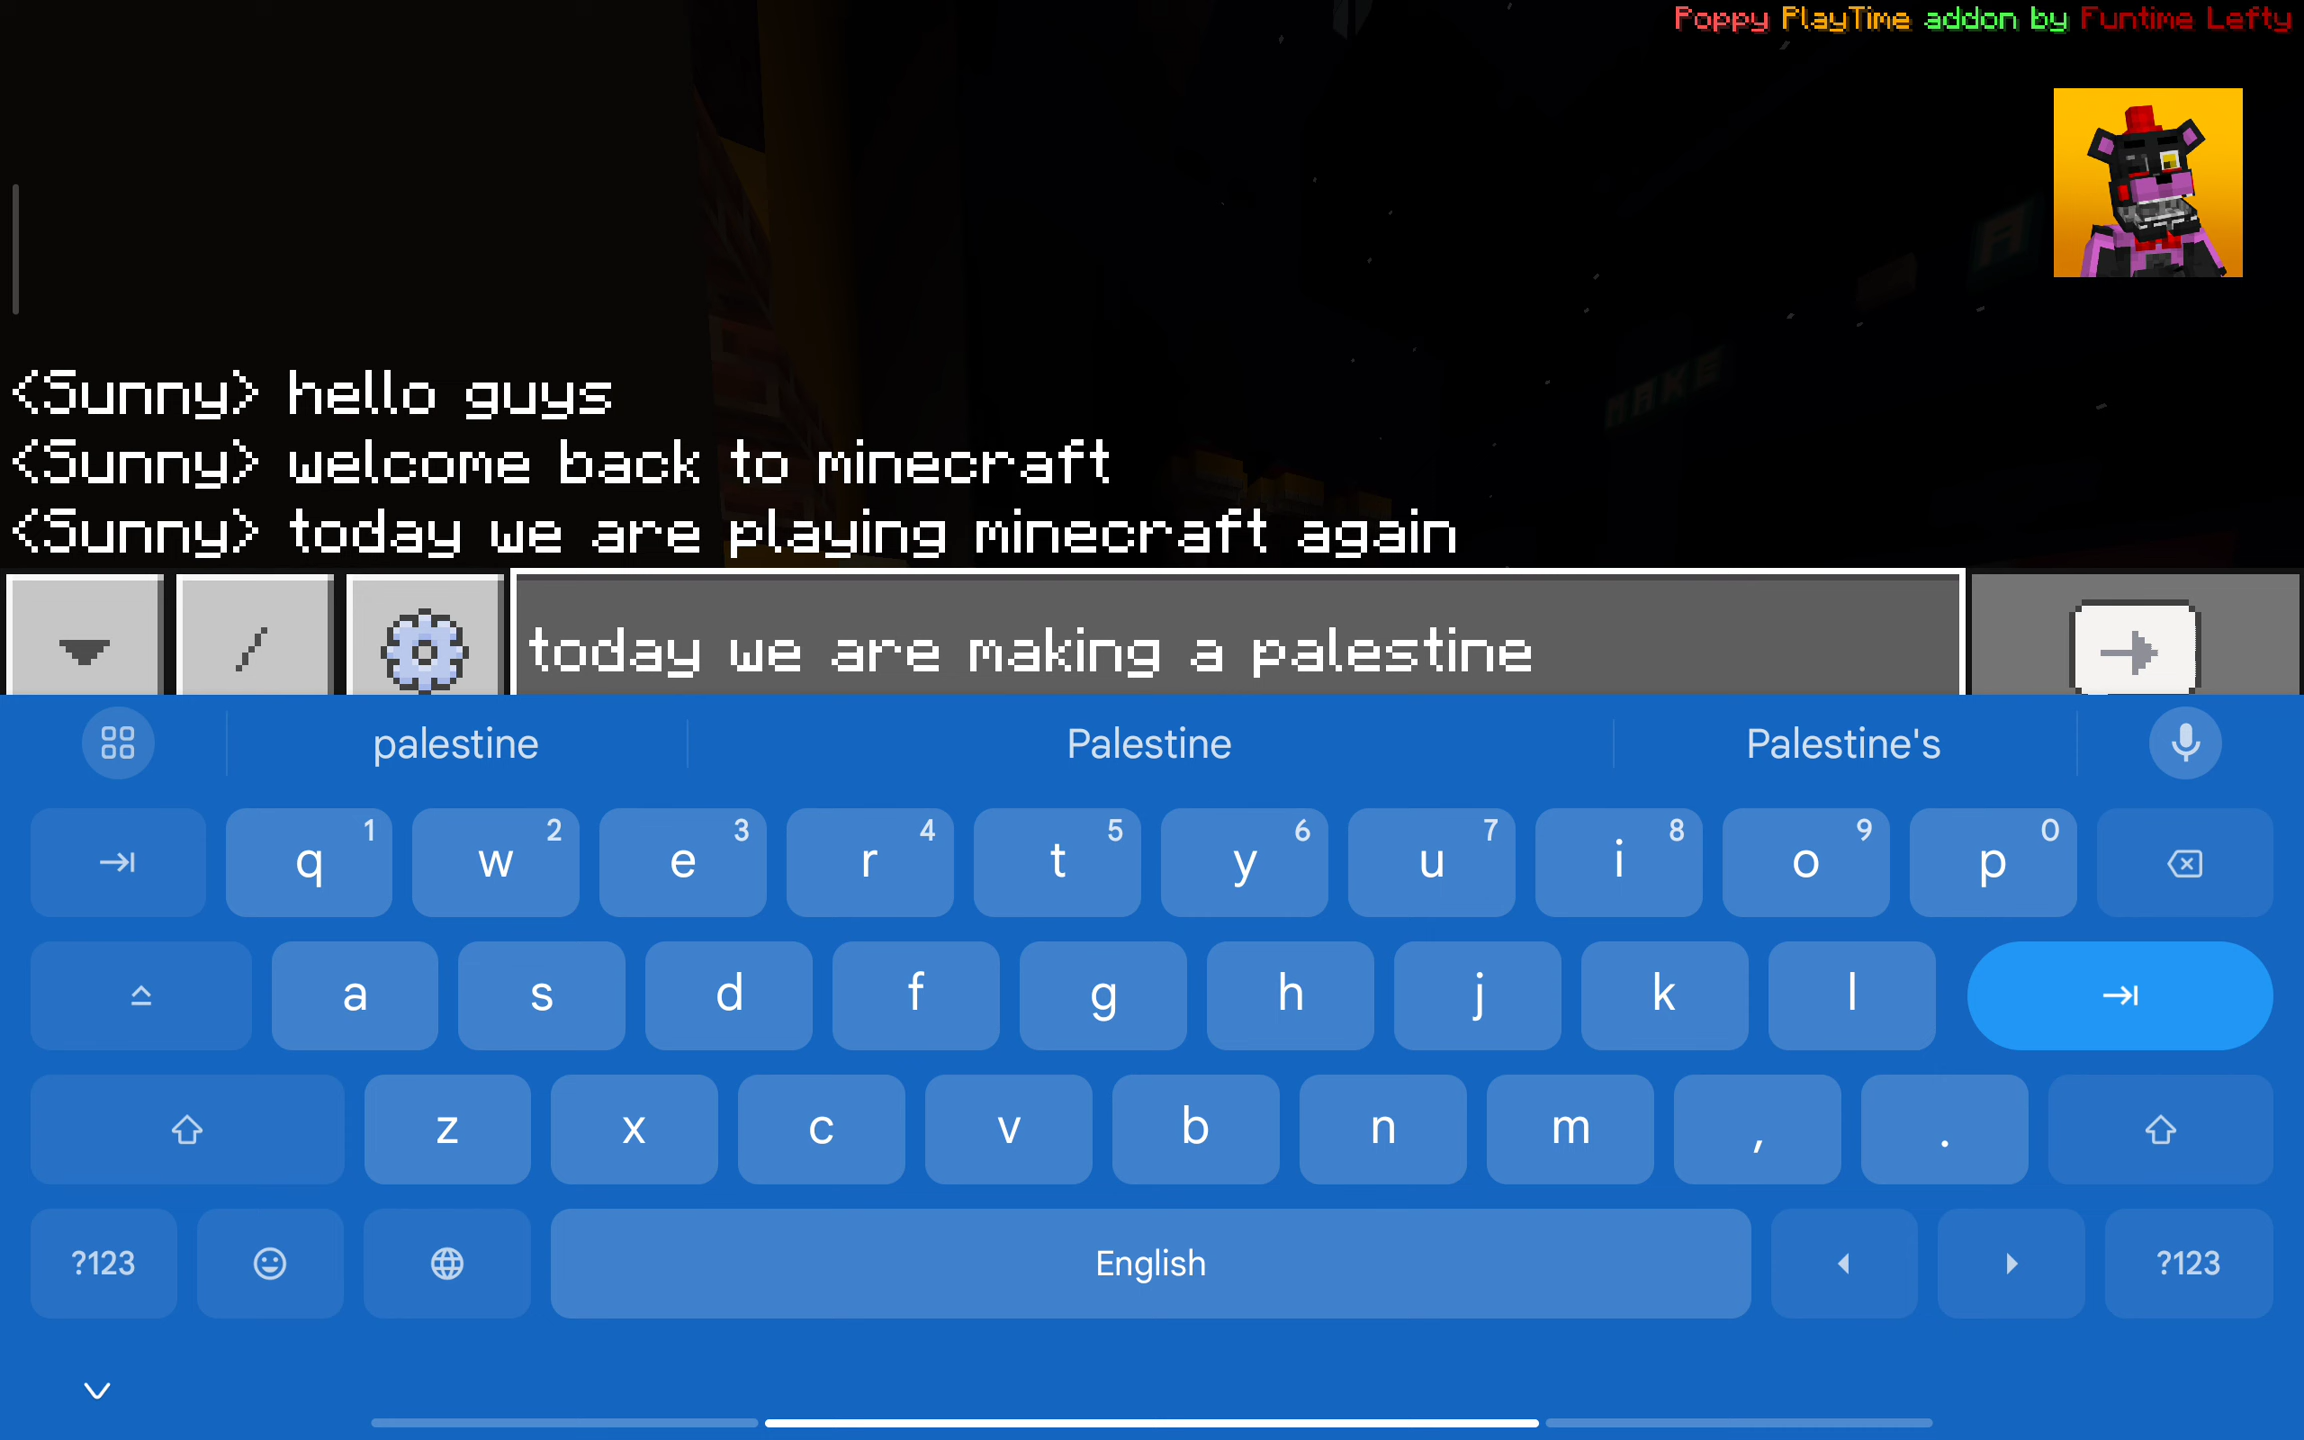 Poppy PlayTime addon by Funtime Lefty
MAKE
A
<Sunny> hello guys
<Sunny> welcome back to minecraft
<Sunny> today we are playing minecraft again
/
today we are making a palestine
palestine Palestine Palestine's
q 1 w 2 e 3 r 4 t 5 y 6 u 7 i 8 o 9 p 0
a s d f g h j k l
z x c v b n m , .
?123 English ?123